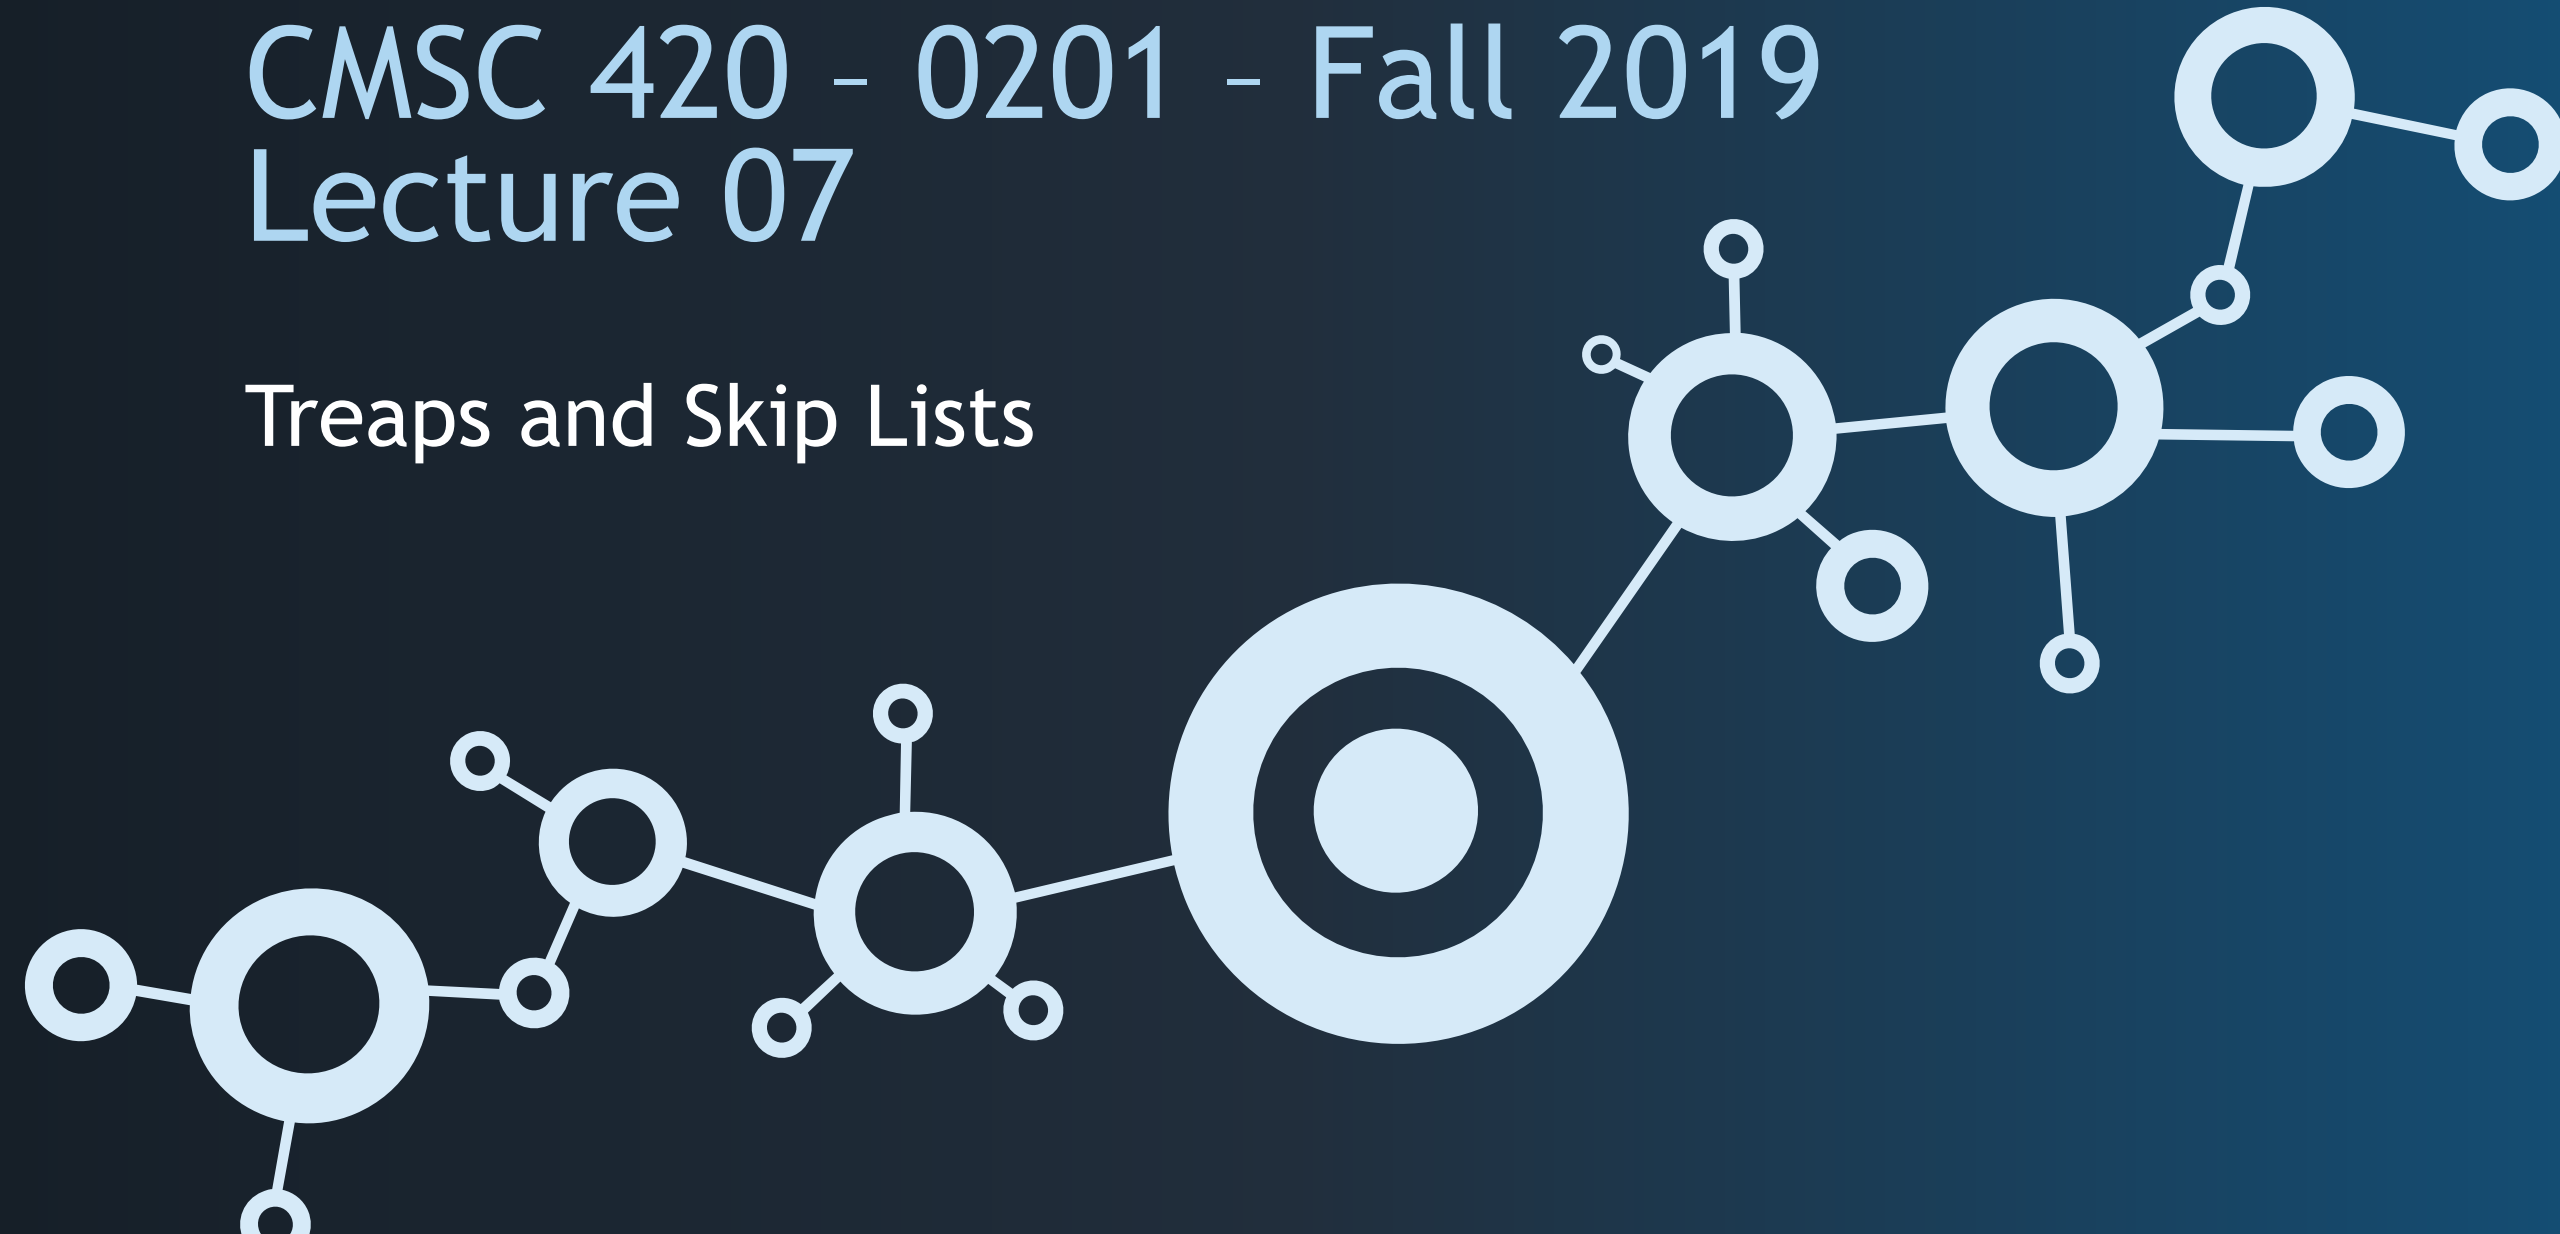 CMSC 420 – 0201 – Fall 2019
Lecture 07
Treaps and Skip Lists